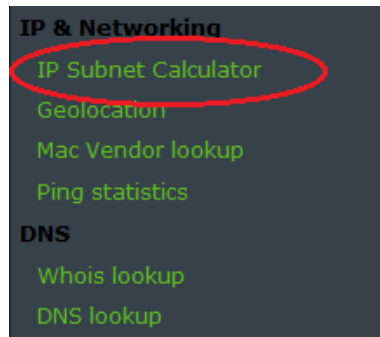 IP & Networking
IP Subnet Calculator
Geolocation
Mac Vendor lookup
Ping statistics
DNS
Whois lookup
DNS lookup